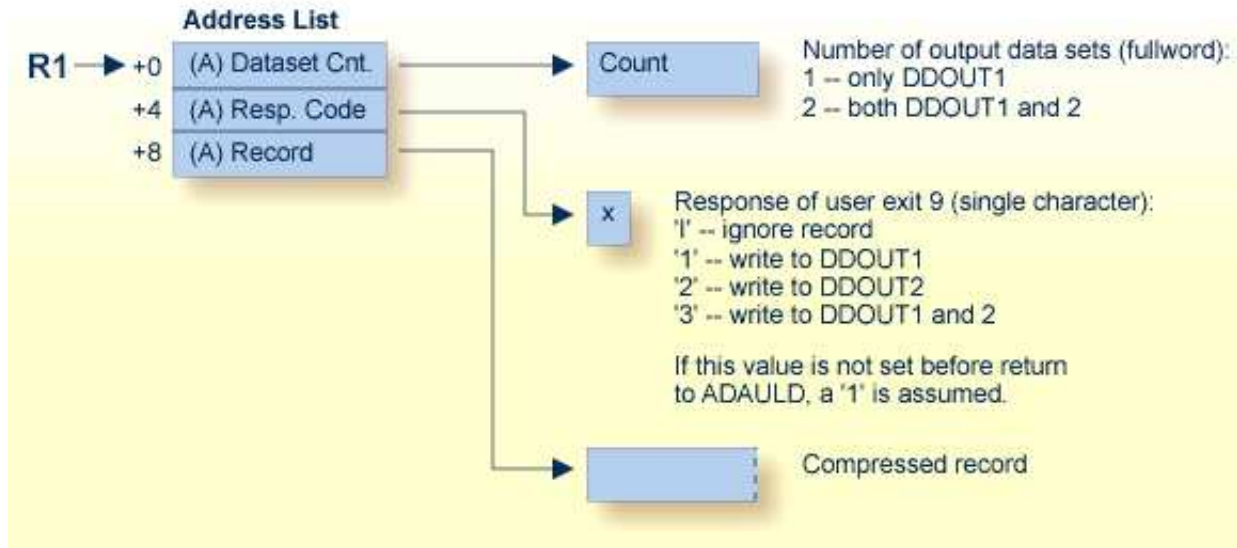 Address List
R1
+0 (A) Dataset Cnt.
+4 (A) Resp. Code
+8 (A) Record
Count
Number of output data sets (fullword):
1 -- only DDOUT1
2 -- both DDOUT1 and 2
x
Response of user exit 9 (single character):
'I' -- ignore record
'1' -- write to DDOUT1
'2' -- write to DDOUT2
'3' -- write to DDOUT1 and 2
If this value is not set before return
to ADAULD, a '1' is assumed.
Compressed record